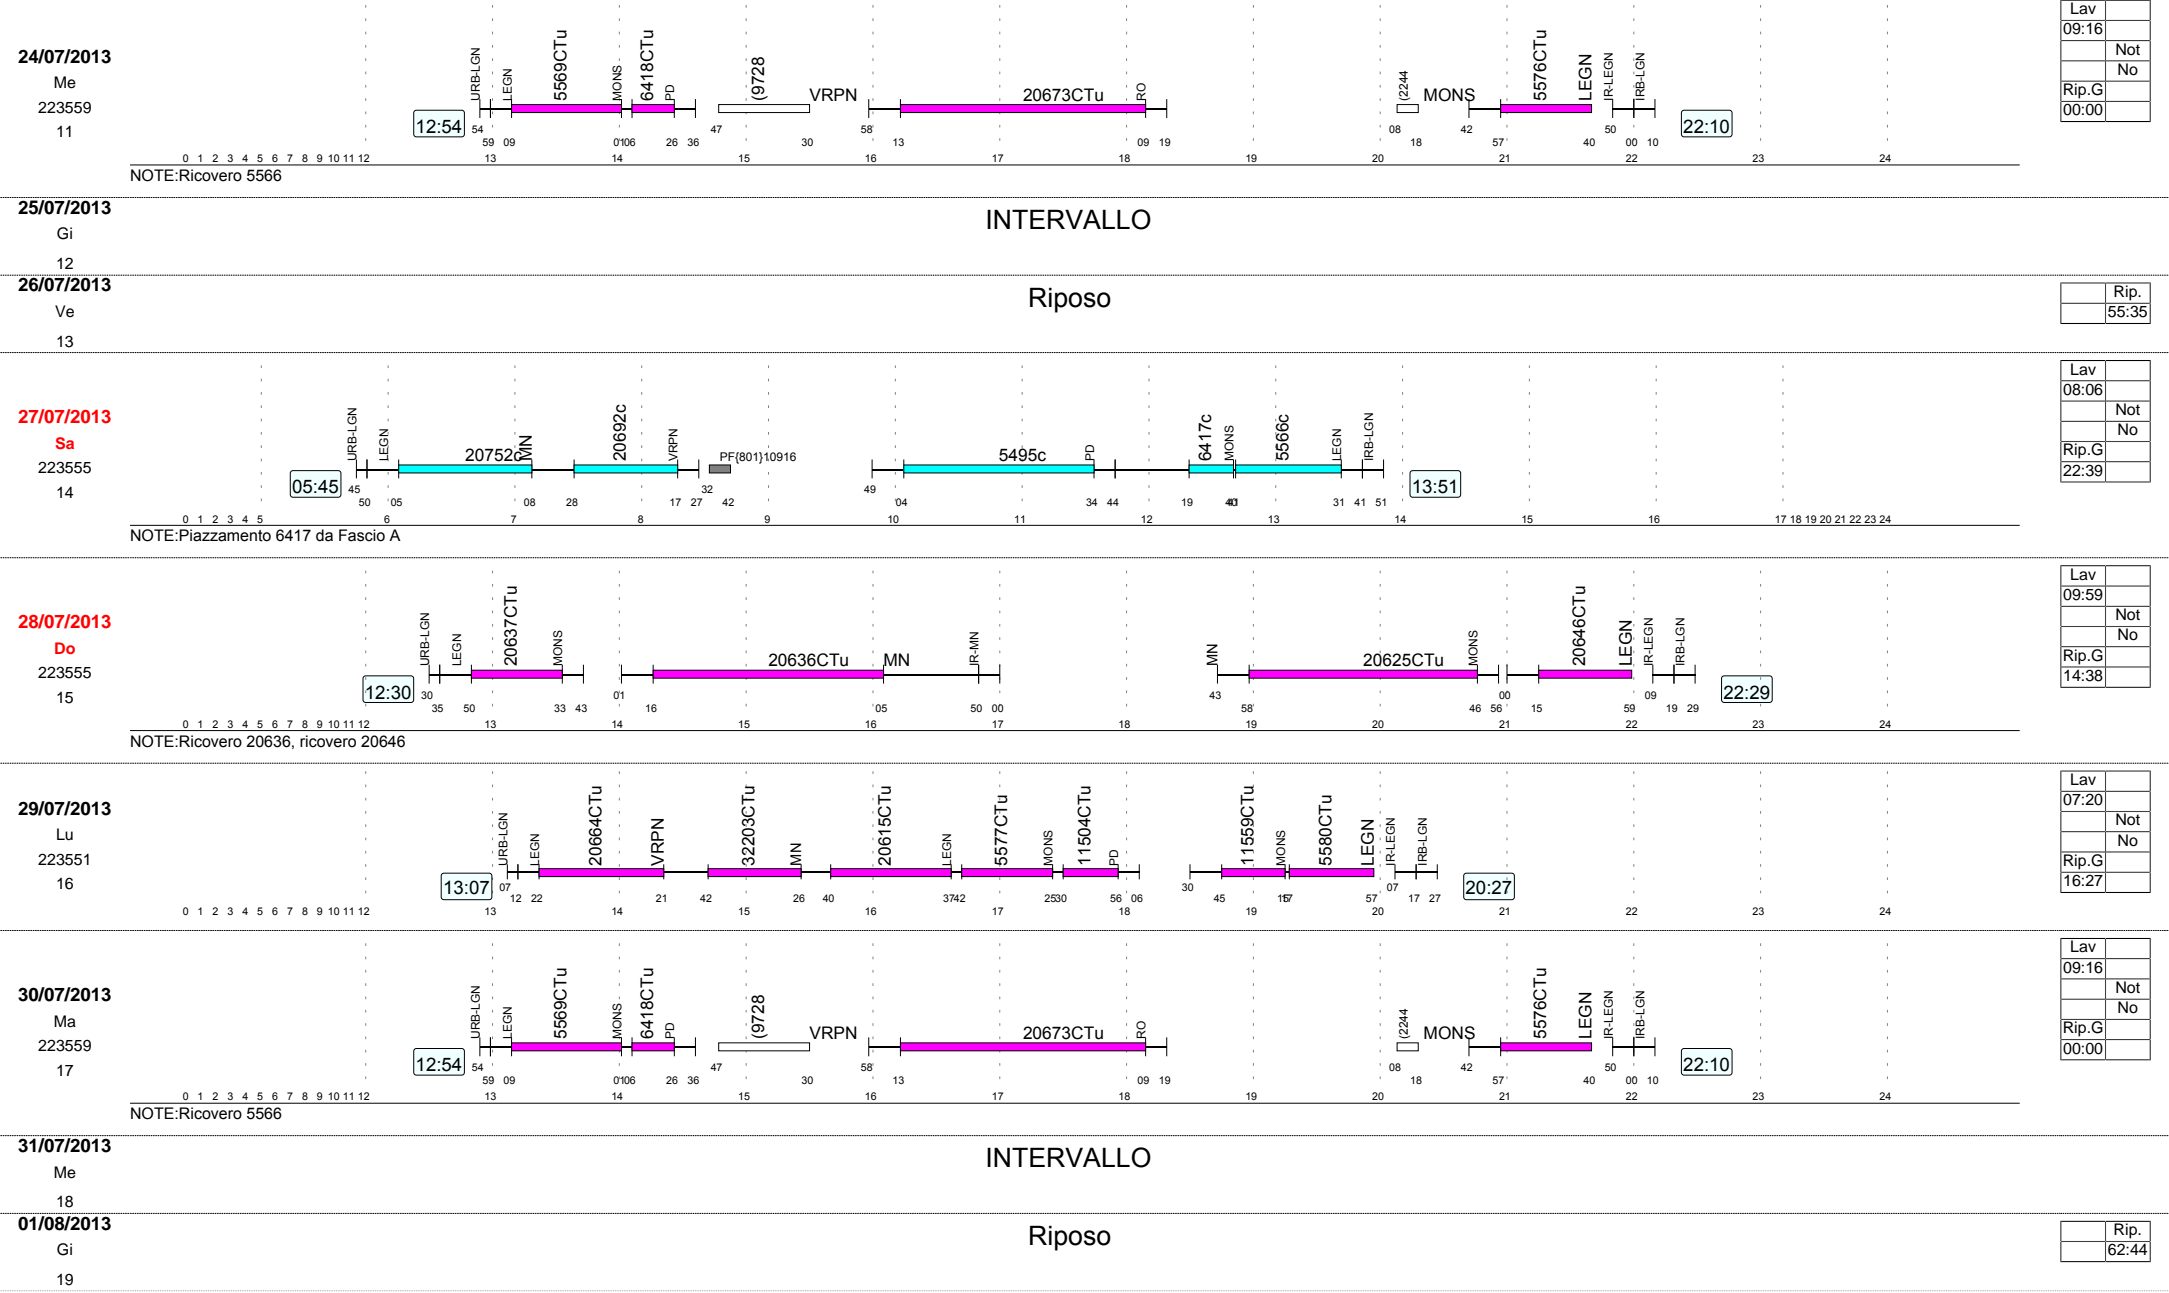 24/07/2013
Me
223559
11
12:54
URB-LGN LEGN 5569CTu MONS 6418CTu PD (9728 VRPN 20673CTu RO (2244 MONS 5576CTu LEGN IR-LEGN IRB-LGN
54 59 09 01 06 26 36 47 30 58 13 09 19 08 18 42 57 40 50 00 10
22:10
0 1 2 3 4 5 6 7 8 9 10 11 12 13 14 15 16 17 18 19 20 21 22 23 24
NOTE:Ricovero 5566
Lav
09:16
Not
No
Rip.G
00:00
25/07/2013
Gi
12
INTERVALLO
26/07/2013
Ve
13
Riposo
Rip.
55:35
27/07/2013
Sa
223555
14
05:45
URB-LGN LEGN 20752c MN 20692c VRPN PF{801}10916 5495c PD 6417c MONS 5566c LEGN IRB-LGN
45 50 05 08 28 17 27 32 42 49 04 34 44 19 40 41 31 41 51
13:51
0 1 2 3 4 5 6 7 8 9 10 11 12 13 14 15 16 17 18 19 20 21 22 23 24
NOTE:Piazzamento 6417 da Fascio A
Lav
08:06
Not
No
Rip.G
22:39
28/07/2013
Do
223555
15
12:30
URB-LGN LEGN 20637CTu MONS 20636CTu MN IR-MN MN 20625CTu MONS 20646CTu LEGN IR-LEGN IRB-LGN
30 35 50 33 43 01 16 05 50 00 43 58 46 56 00 15 59 09 19 29
22:29
0 1 2 3 4 5 6 7 8 9 10 11 12 13 14 15 16 17 18 19 20 21 22 23 24
NOTE:Ricovero 20636, ricovero 20646
Lav
09:59
Not
No
Rip.G
14:38
29/07/2013
Lu
223551
16
13:07
URB-LGN LEGN 20664CTu VRPN 32203CTu MN 20615CTu LEGN 5577CTu MONS 11504CTu PD 11559CTu MONS 5580CTu LEGN IR-LEGN IRB-LGN
07 12 22 21 42 26 40 37 42 25 30 56 06 30 45 15 17 57 07 17 27
20:27
0 1 2 3 4 5 6 7 8 9 10 11 12 13 14 15 16 17 18 19 20 21 22 23 24
Lav
07:20
Not
No
Rip.G
16:27
30/07/2013
Ma
223559
17
12:54
URB-LGN LEGN 5569CTu MONS 6418CTu PD (9728 VRPN 20673CTu RO (2244 MONS 5576CTu LEGN IR-LEGN IRB-LGN
54 59 09 01 06 26 36 47 30 58 13 09 19 08 18 42 57 40 50 00 10
22:10
0 1 2 3 4 5 6 7 8 9 10 11 12 13 14 15 16 17 18 19 20 21 22 23 24
NOTE:Ricovero 5566
Lav
09:16
Not
No
Rip.G
00:00
31/07/2013
Me
18
INTERVALLO
01/08/2013
Gi
19
Riposo
Rip.
62:44